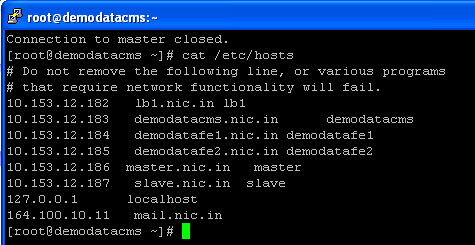 root@demodatacms:~
Connection to master closed.
[root@demodatacms ~]# cat /etc/hosts
# Do not remove the following line, or various programs
# that require network functionality will fail.
10.153.12.182   lb1.nic.in lb1
10.153.12.183   demodatacms.nic.in      demodatacms
10.153.12.184   demodatafe1.nic.in demodatafe1
10.153.12.185   demodatafe2.nic.in demodatafe2
10.153.12.186  master.nic.in   master
10.153.12.187   slave.nic.in  slave
127.0.0.1      localhost
164.100.10.11   mail.nic.in
[root@demodatacms ~]#